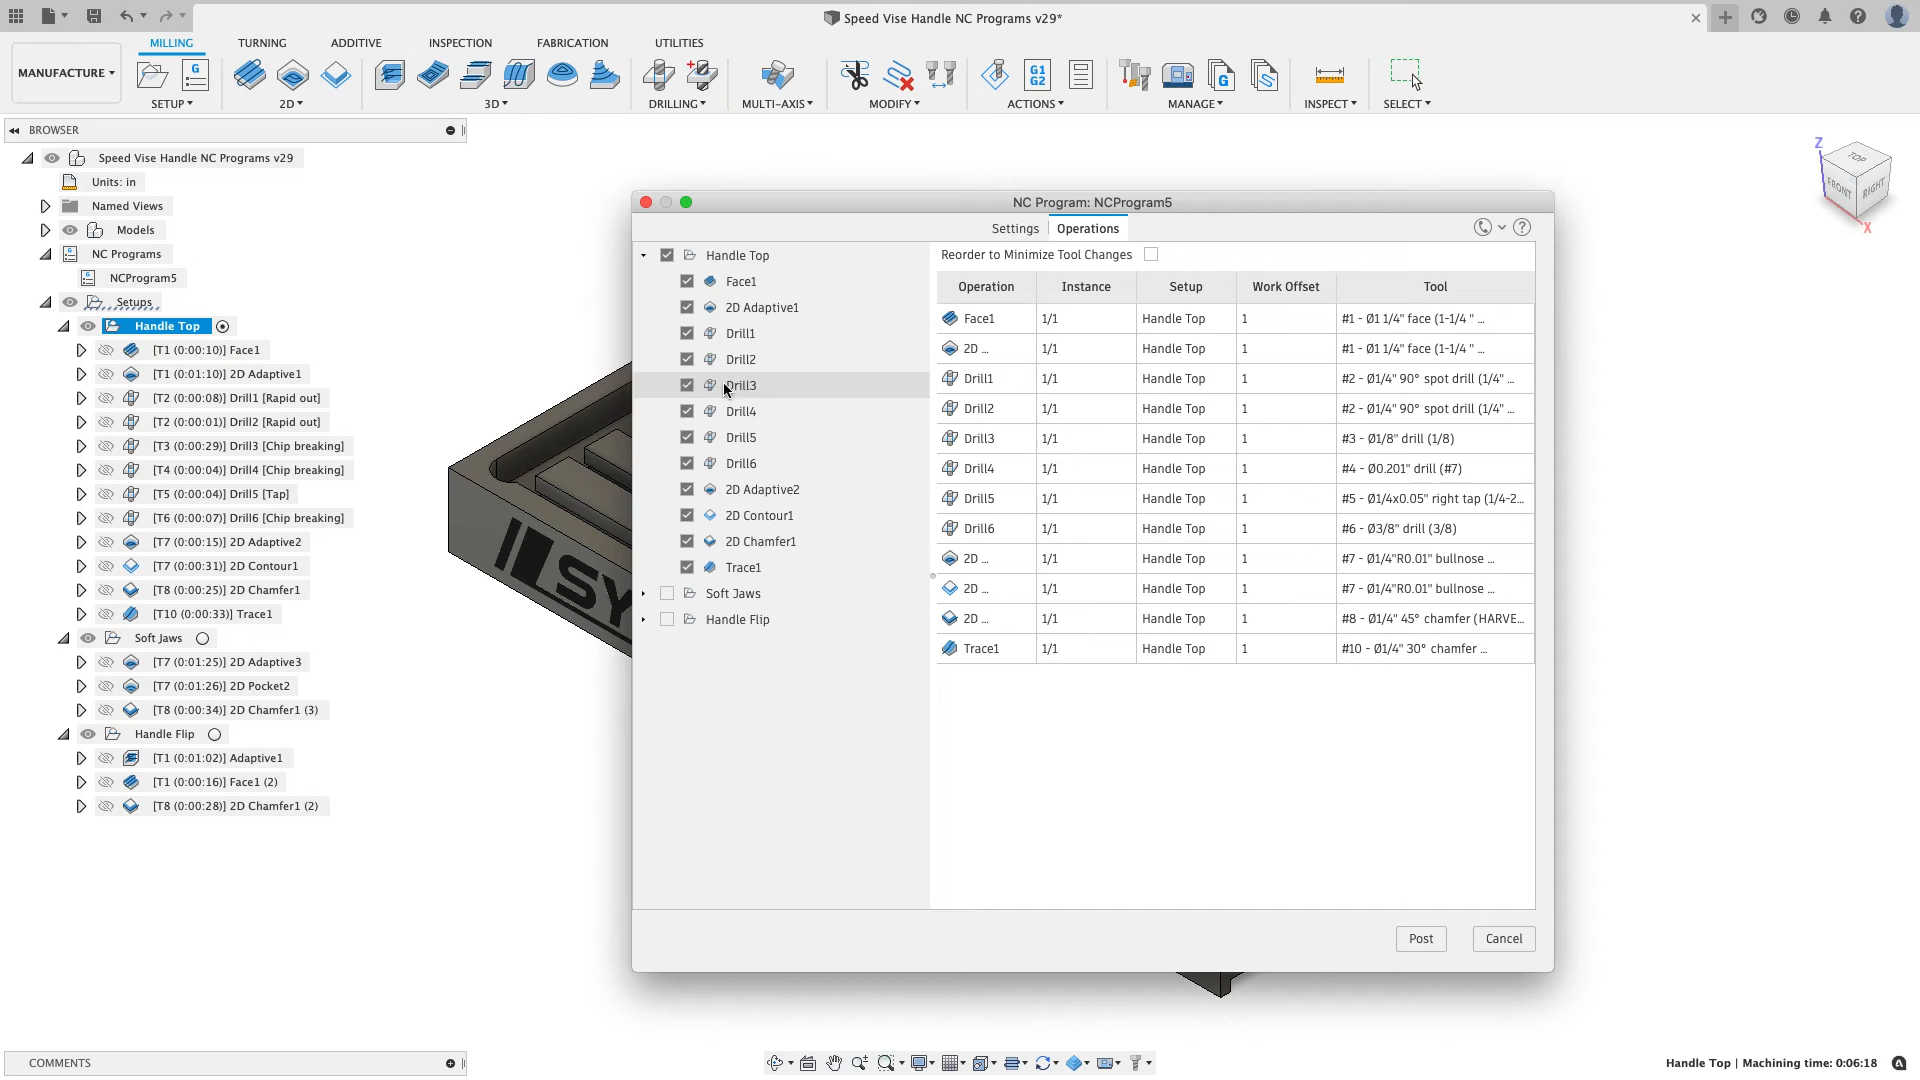 Speed Vise Handle NC Programs v29*
MILLING
TURNING
ADDITIVE
INSPECTION
FABRICATION
UTILITIES
MANUFACTURE
SETUP
2D
3D
DRILLING
MULTI-AXIS
MODIFY
ACTIONS
MANAGE
INSPECT
SELECT
G
G1
G2
G
BROWSER
Speed Vise Handle NC Programs v29
Units: in
Named Views
Models
NC Programs
NCProgram5
Setups
Handle Top
[T1 (0:00:10)] Face1
[T1 (0:01:10)] 2D Adaptive1
[T2 (0:00:08)] Drill1 [Rapid out]
[T2 (0:00:01)] Drill2 [Rapid out]
[T3 (0:00:29)] Drill3 [Chip breaking]
[T4 (0:00:04)] Drill4 [Chip breaking]
[T5 (0:00:04)] Drill5 [Tap]
[T6 (0:00:07)] Drill6 [Chip breaking]
[T7 (0:00:15)] 2D Adaptive2
[T7 (0:00:31)] 2D Contour1
[T8 (0:00:25)] 2D Chamfer1
[T10 (0:00:33)] Trace1
Soft Jaws
[T7 (0:01:25)] 2D Adaptive3
[T7 (0:01:26)] 2D Pocket2
[T8 (0:00:34)] 2D Chamfer1 (3)
Handle Flip
[T1 (0:01:02)] Adaptive1
[T1 (0:00:16)] Face1 (2)
[T8 (0:00:28)] 2D Chamfer1 (2)
SY
Z
TOP
FRONT
RIGHT
X
NC Program: NCProgram5
Settings
Operations
Handle Top
Face1
2D Adaptive1
Drill1
Drill2
Drill3
Drill4
Drill5
Drill6
2D Adaptive2
2D Contour1
2D Chamfer1
Trace1
Soft Jaws
Handle Flip
Reorder to Minimize Tool Changes
Operation Instance Setup Work Offset Tool
Face1 1/1 Handle Top 1 #1 - Ø1 1/4" face (1-1/4 " ...
2D ... 1/1 Handle Top 1 #1 - Ø1 1/4" face (1-1/4 " ...
Drill1 1/1 Handle Top 1 #2 - Ø1/4" 90° spot drill (1/4" ...
Drill2 1/1 Handle Top 1 #2 - Ø1/4" 90° spot drill (1/4" ...
Drill3 1/1 Handle Top 1 #3 - Ø1/8" drill (1/8)
Drill4 1/1 Handle Top 1 #4 - Ø0.201" drill (#7)
Drill5 1/1 Handle Top 1 #5 - Ø1/4x0.05" right tap (1/4-2...
Drill6 1/1 Handle Top 1 #6 - Ø3/8" drill (3/8)
2D ... 1/1 Handle Top 1 #7 - Ø1/4"R0.01" bullnose ...
2D ... 1/1 Handle Top 1 #7 - Ø1/4"R0.01" bullnose ...
2D ... 1/1 Handle Top 1 #8 - Ø1/4" 45° chamfer (HARVE...
Trace1 1/1 Handle Top 1 #10 - Ø1/4" 30° chamfer ...
Post
Cancel
COMMENTS
Handle Top | Machining time: 0:06:18